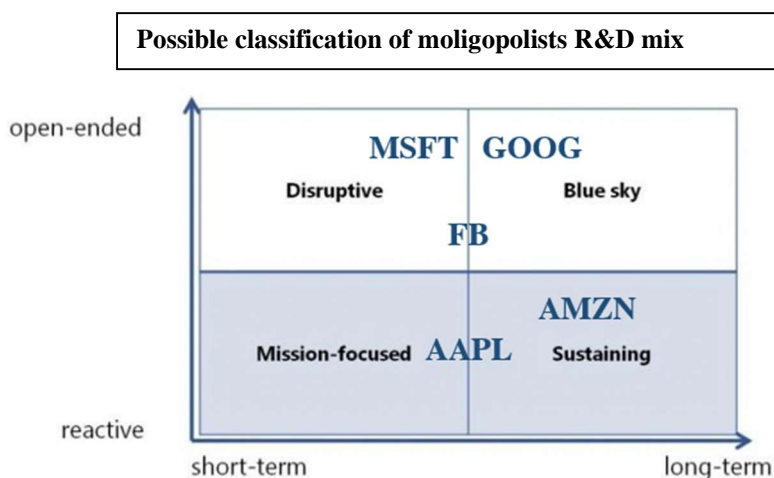 Possible classification of moligopolists R&D mix
open-ended
MSFT GOOG
Disruptive Blue sky
FB
AMZN
Mission-focused AAPL Sustaining
reactive
short-term long-term